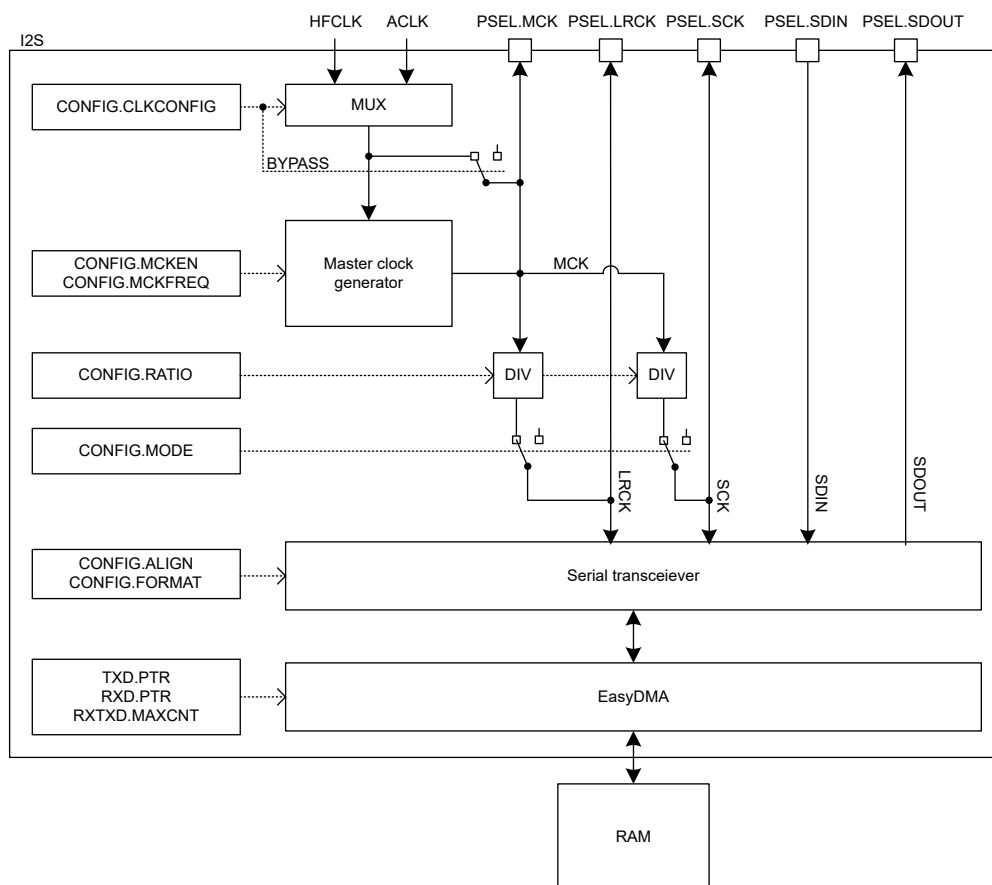 HFCLK ACLK PSEL.MCK PSEL.LRCK PSEL.SCK PSEL.SDIN PSEL.SDOUT
I2S
CONFIG.CLKCONFIG
MUX
BYPASS
CONFIG.MCKEN
CONFIG.MCKFREQ
Master clock
generator
MCK
CONFIG.RATIO
DIV
DIV
CONFIG.MODE
LRCK
SCK
SDIN
SDOUT
CONFIG.ALIGN
CONFIG.FORMAT
Serial transceiever
TXD.PTR
RXD.PTR
RXTXD.MAXCNT
EasyDMA
RAM